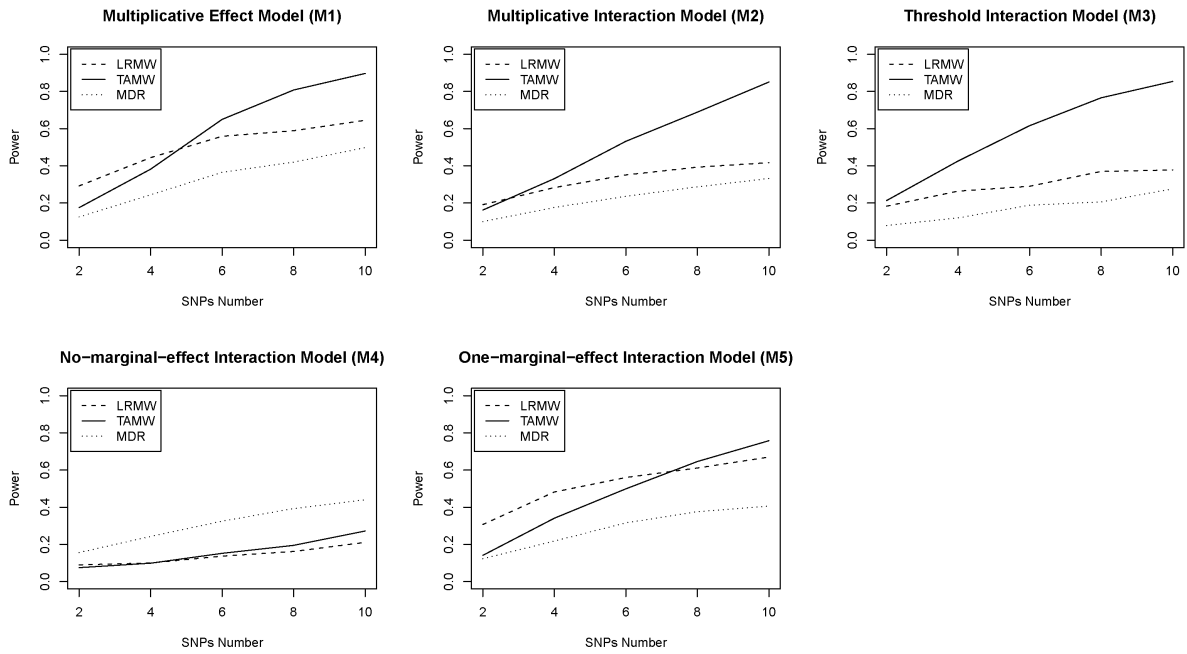 Multiplicative Effect Model (M1)
LRMW
TAMW
MDR
Power
0.0 0.2 0.4 0.6 0.8 1.0
2 4 6 8 10
SNPs Number
Multiplicative Interaction Model (M2)
LRMW
TAMW
MDR
Power
0.0 0.2 0.4 0.6 0.8 1.0
2 4 6 8 10
SNPs Number
Threshold Interaction Model (M3)
LRMW
TAMW
MDR
Power
0.0 0.2 0.4 0.6 0.8 1.0
2 4 6 8 10
SNPs Number
No−marginal−effect Interaction Model (M4)
LRMW
TAMW
MDR
Power
0.0 0.2 0.4 0.6 0.8 1.0
2 4 6 8 10
SNPs Number
One−marginal−effect Interaction Model (M5)
LRMW
TAMW
MDR
Power
0.0 0.2 0.4 0.6 0.8 1.0
2 4 6 8 10
SNPs Number